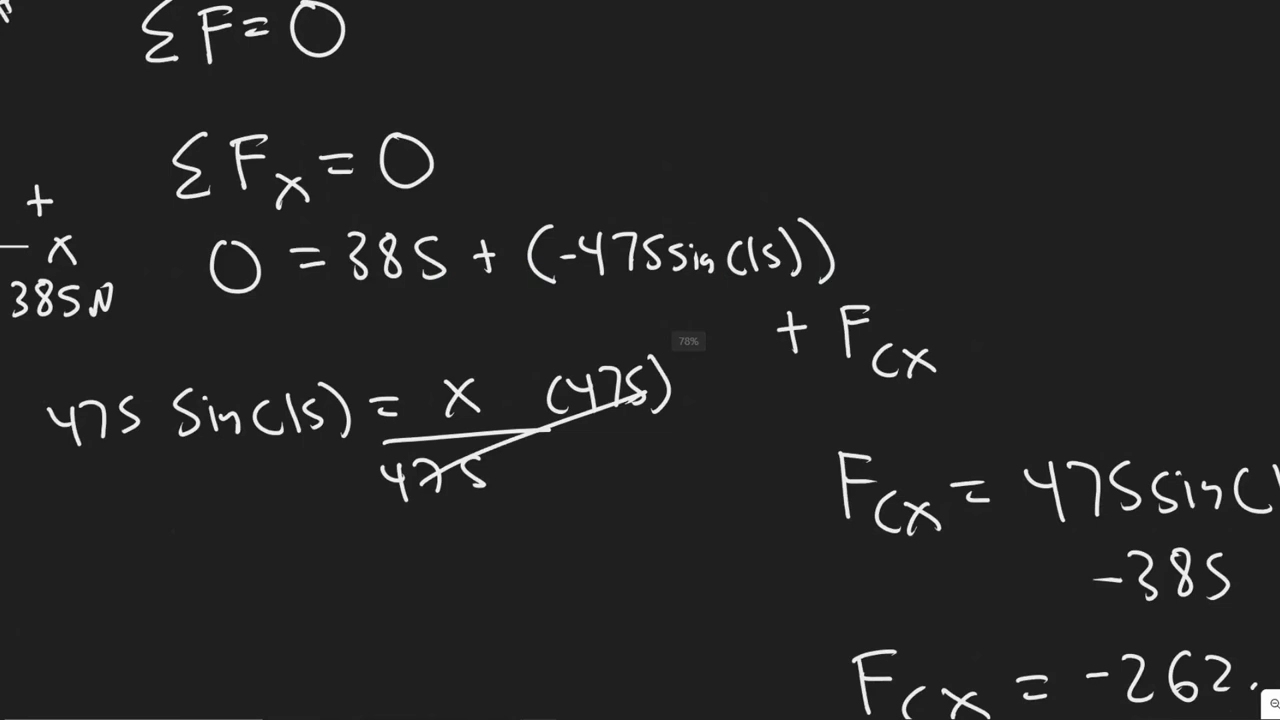 ΣF=0
ΣFx=0
+
x
385N
0 = 385 + (-475sin(15))
+ Fcx
78%
475 sin(15) = x (475)
475
Fcx = 475sin(
-385
Fcx = -262.